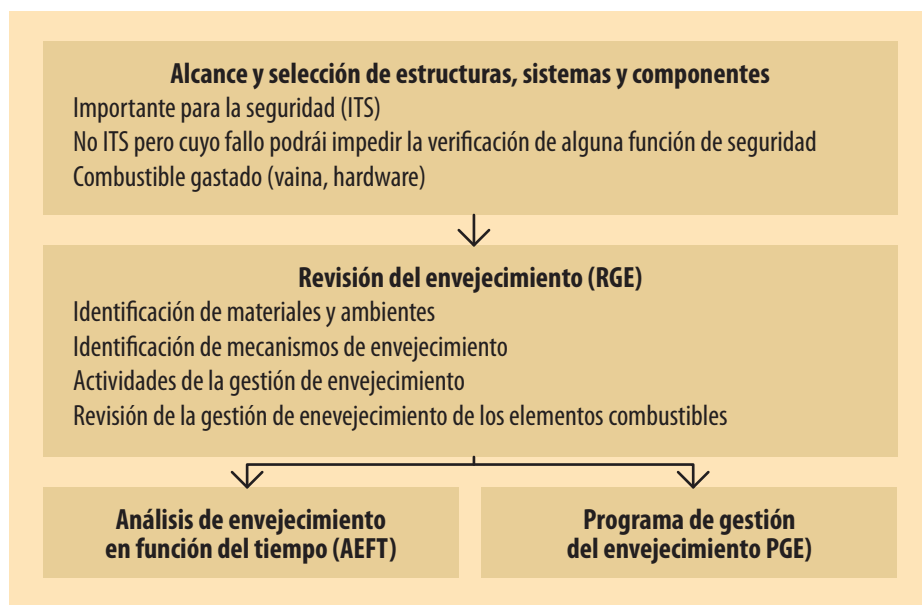 Alcance y selección de estructuras, sistemas y componentes
Importante para la seguridad (ITS)
No ITS pero cuyo fallo podrái impedir la verificación de alguna función de seguridad
Combustible gastado (vaina, hardware)
Revisión del envejecimiento (RGE)
Identificación de materiales y ambientes
Identificación de mecanismos de envejecimiento
Actividades de la gestión de envejecimiento
Revisión de la gestión de enevejecimiento de los elementos combustibles
Análisis de envejecimiento
en función del tiempo (AEFT)
Programa de gestión
del envejecimiento PGE)